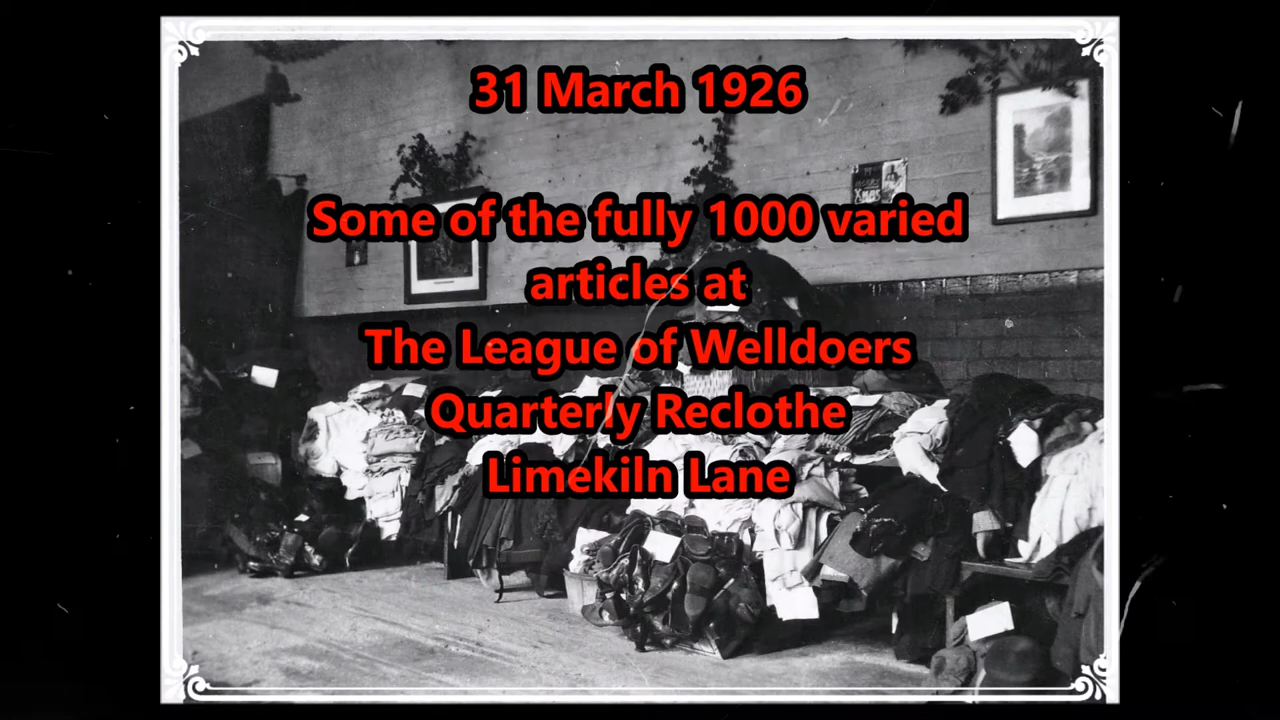 31 March 1926
Some of the fully 1000 varied
articles at
The League of Welldoers
Quarterly Reclothe
Limekiln Lane
XMAS